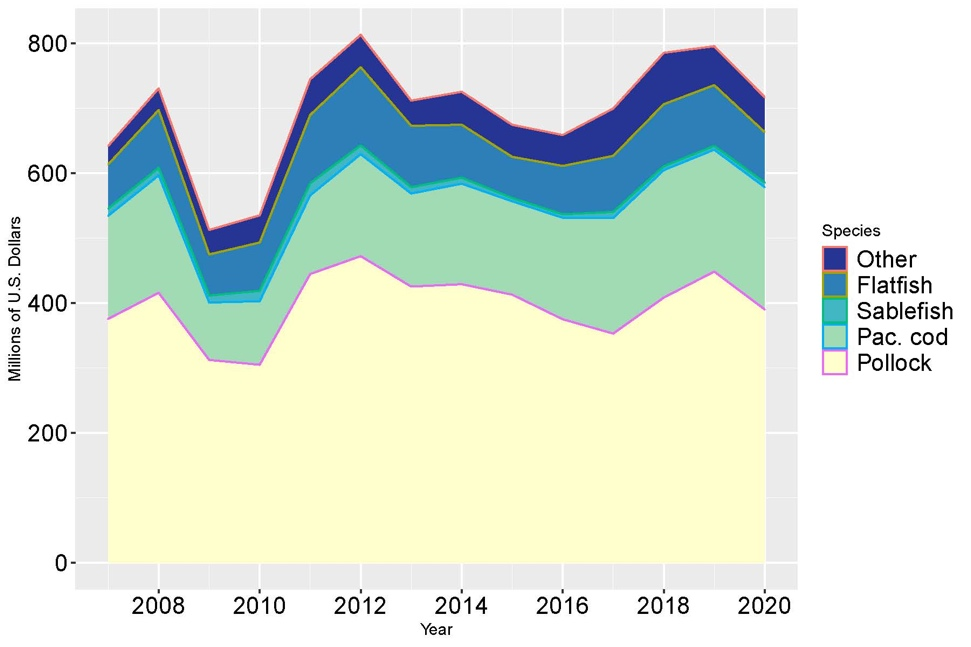 800
600
400
200
0
Millions of U.S. Dollars
2008 2010 2012 2014 2016 2018 2020
Year
Species
Other
Flatfish
Sablefish
Pac. cod
Pollock